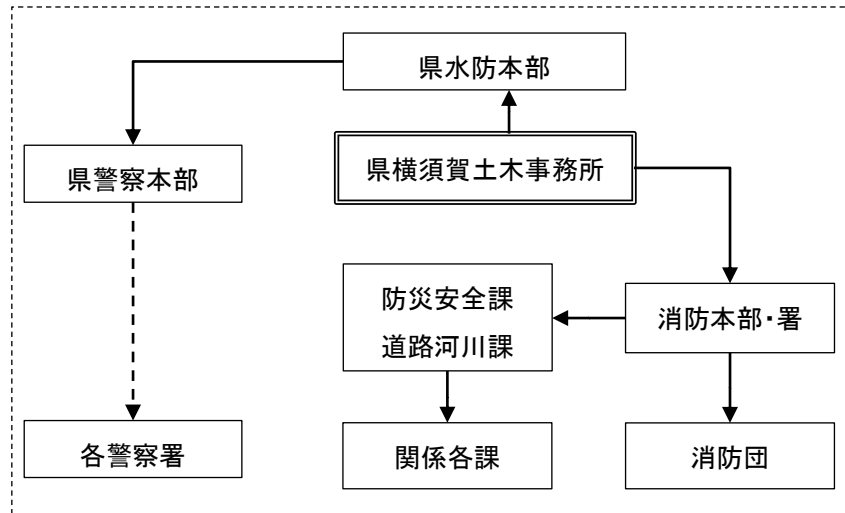 県水防本部
県警察本部
県横須賀土木事務所
防災安全課
道路河川課
消防本部・署
各警察署
関係各課
消防団